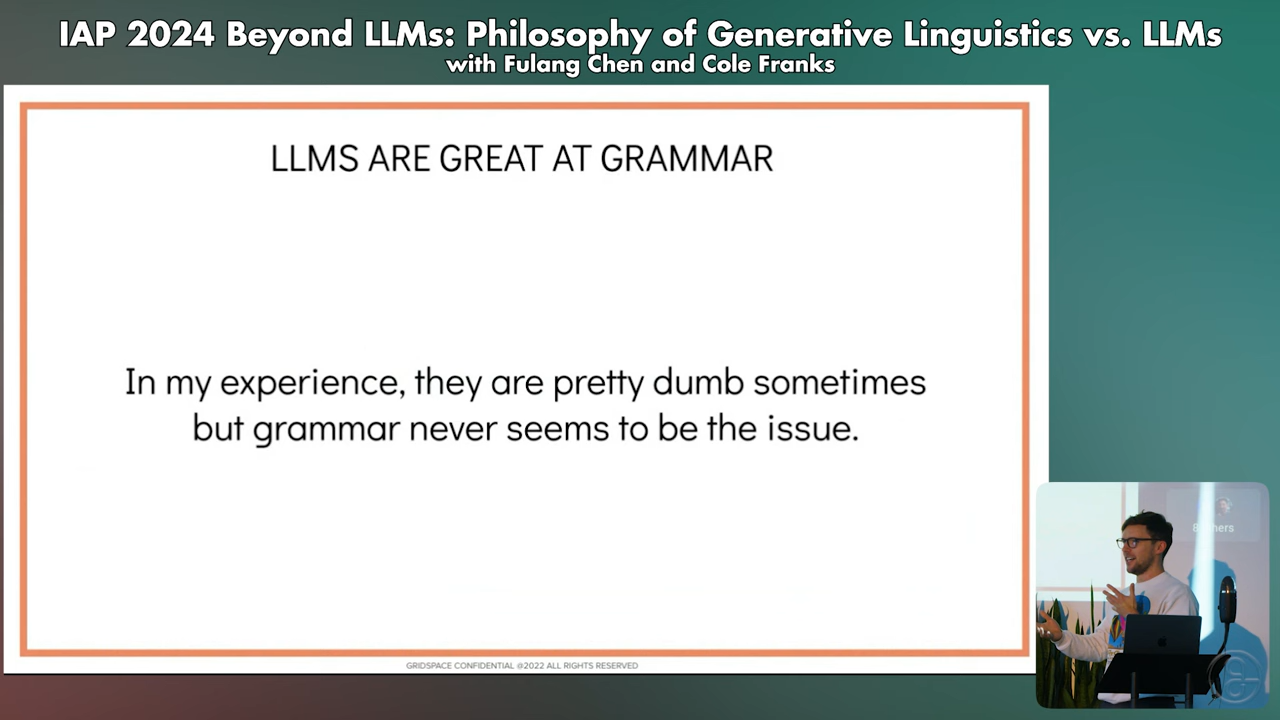 IAP 2024 Beyond LLMs: Philosophy of Generative Linguistics vs. LLMs
with Fulang Chen and Cole Franks
LLMS ARE GREAT AT GRAMMAR
In my experience, they are pretty dumb sometimes
but grammar never seems to be the issue.
GRIDSPACE CONFIDENTIAL @2022 ALL RIGHTS RESERVED